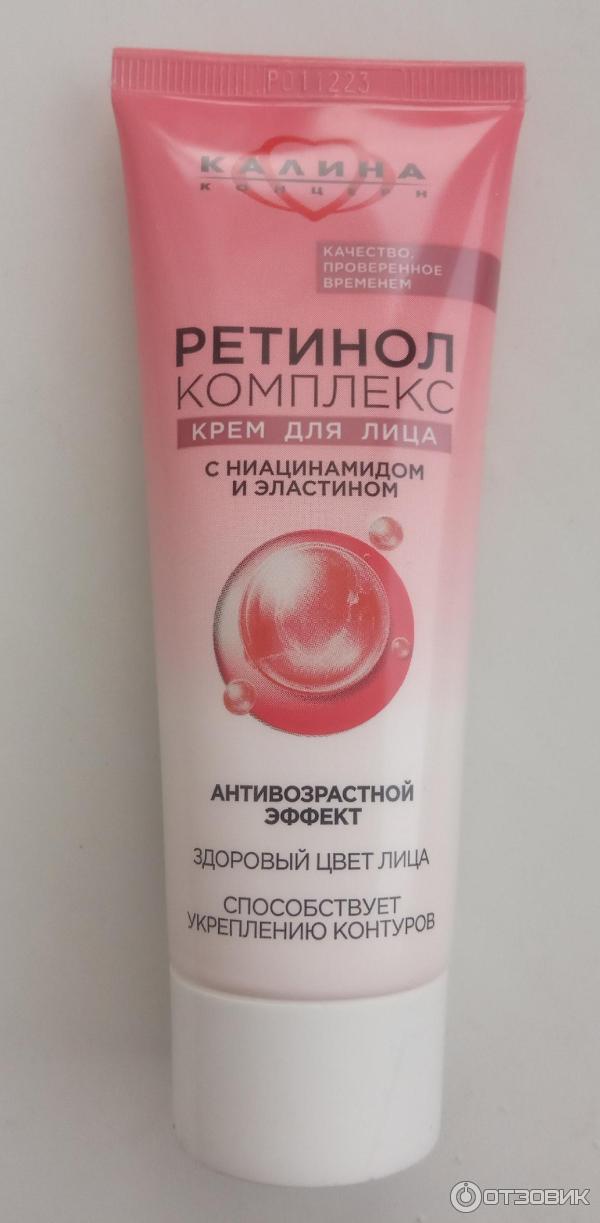 P011223
КАЛИНА
КОНЦЕРН
КАЧЕСТВО,
ПРОВЕРЕННОЕ
ВРЕМЕНЕМ
РЕТИНОЛ
КОМПЛЕКС
КРЕМ ДЛЯ ЛИЦА
С НИАЦИНАМИДОМ
И ЭЛАСТИНОМ
АНТИВОЗРАСТНОЙ
ЭФФЕКТ
ЗДОРОВЫЙ ЦВЕТ ЛИЦА
СПОСОБСТВУЕТ
УКРЕПЛЕНИЮ КОНТУРОВ
ОТЗОВИК